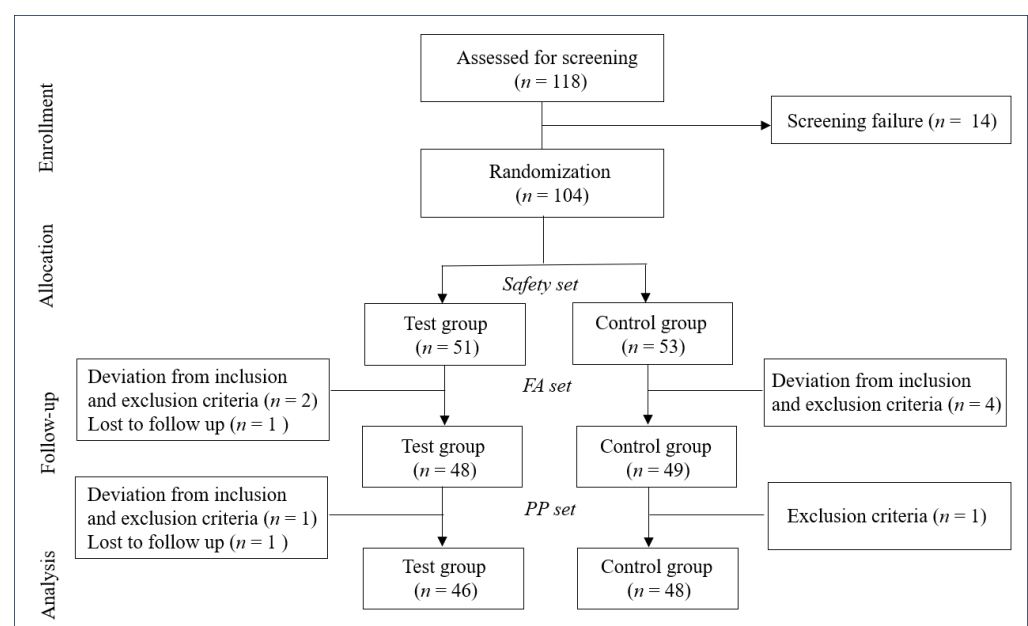 Assessed for screening
(n = 118)
Enrollment
Screening failure (n = 14)
Randomization
(n = 104)
Allocation
Safety set
Test group
(n = 51)
Control group
(n = 53)
Deviation from inclusion
and exclusion criteria (n = 2)
Lost to follow up (n = 1 )
FA set
Deviation from inclusion
and exclusion criteria (n = 4)
Follow-up
Test group
(n = 48)
Control group
(n = 49)
Deviation from inclusion
and exclusion criteria (n = 1)
Lost to follow up (n = 1 )
PP set
Exclusion criteria (n = 1)
Analysis
Test group
(n = 46)
Control group
(n = 48)